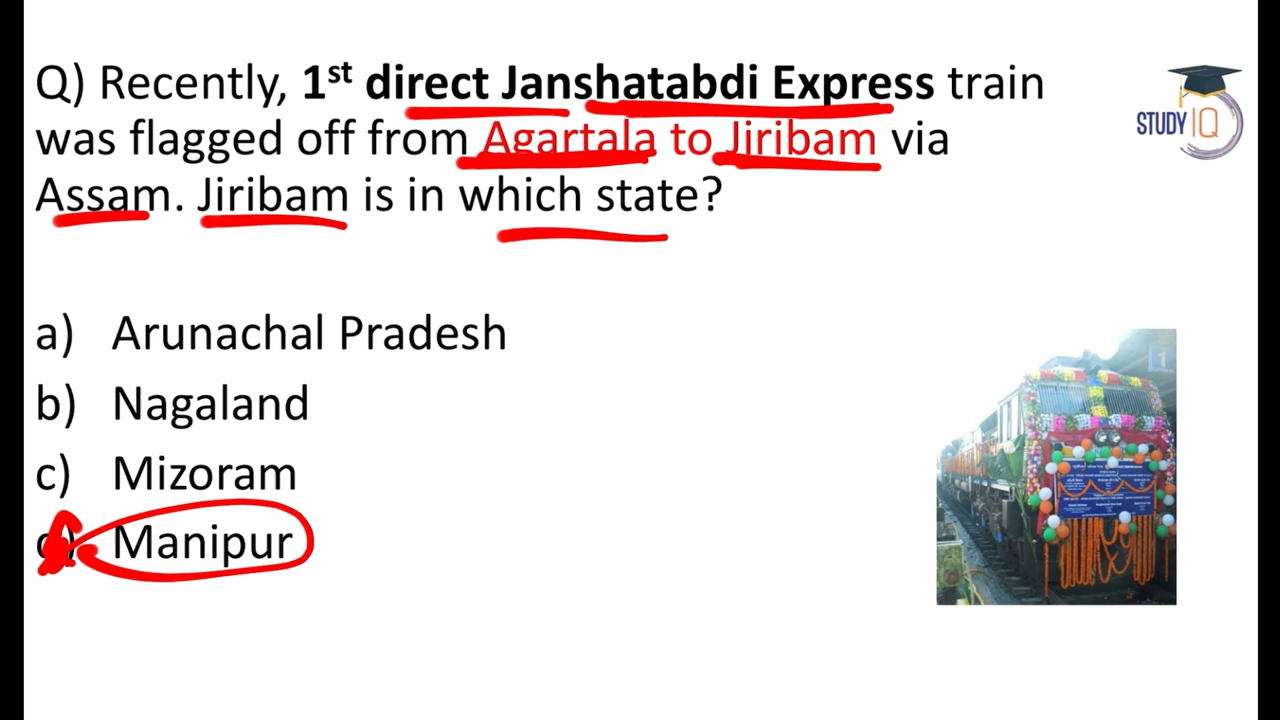 Q) Recently, 1st direct Janshatabdi Express train
was flagged off from Agartala to Jiribam via
Assam. Jiribam is in which state?
STUDY IQ
a) Arunachal Pradesh
b) Nagaland
c) Mizoram
Manipur